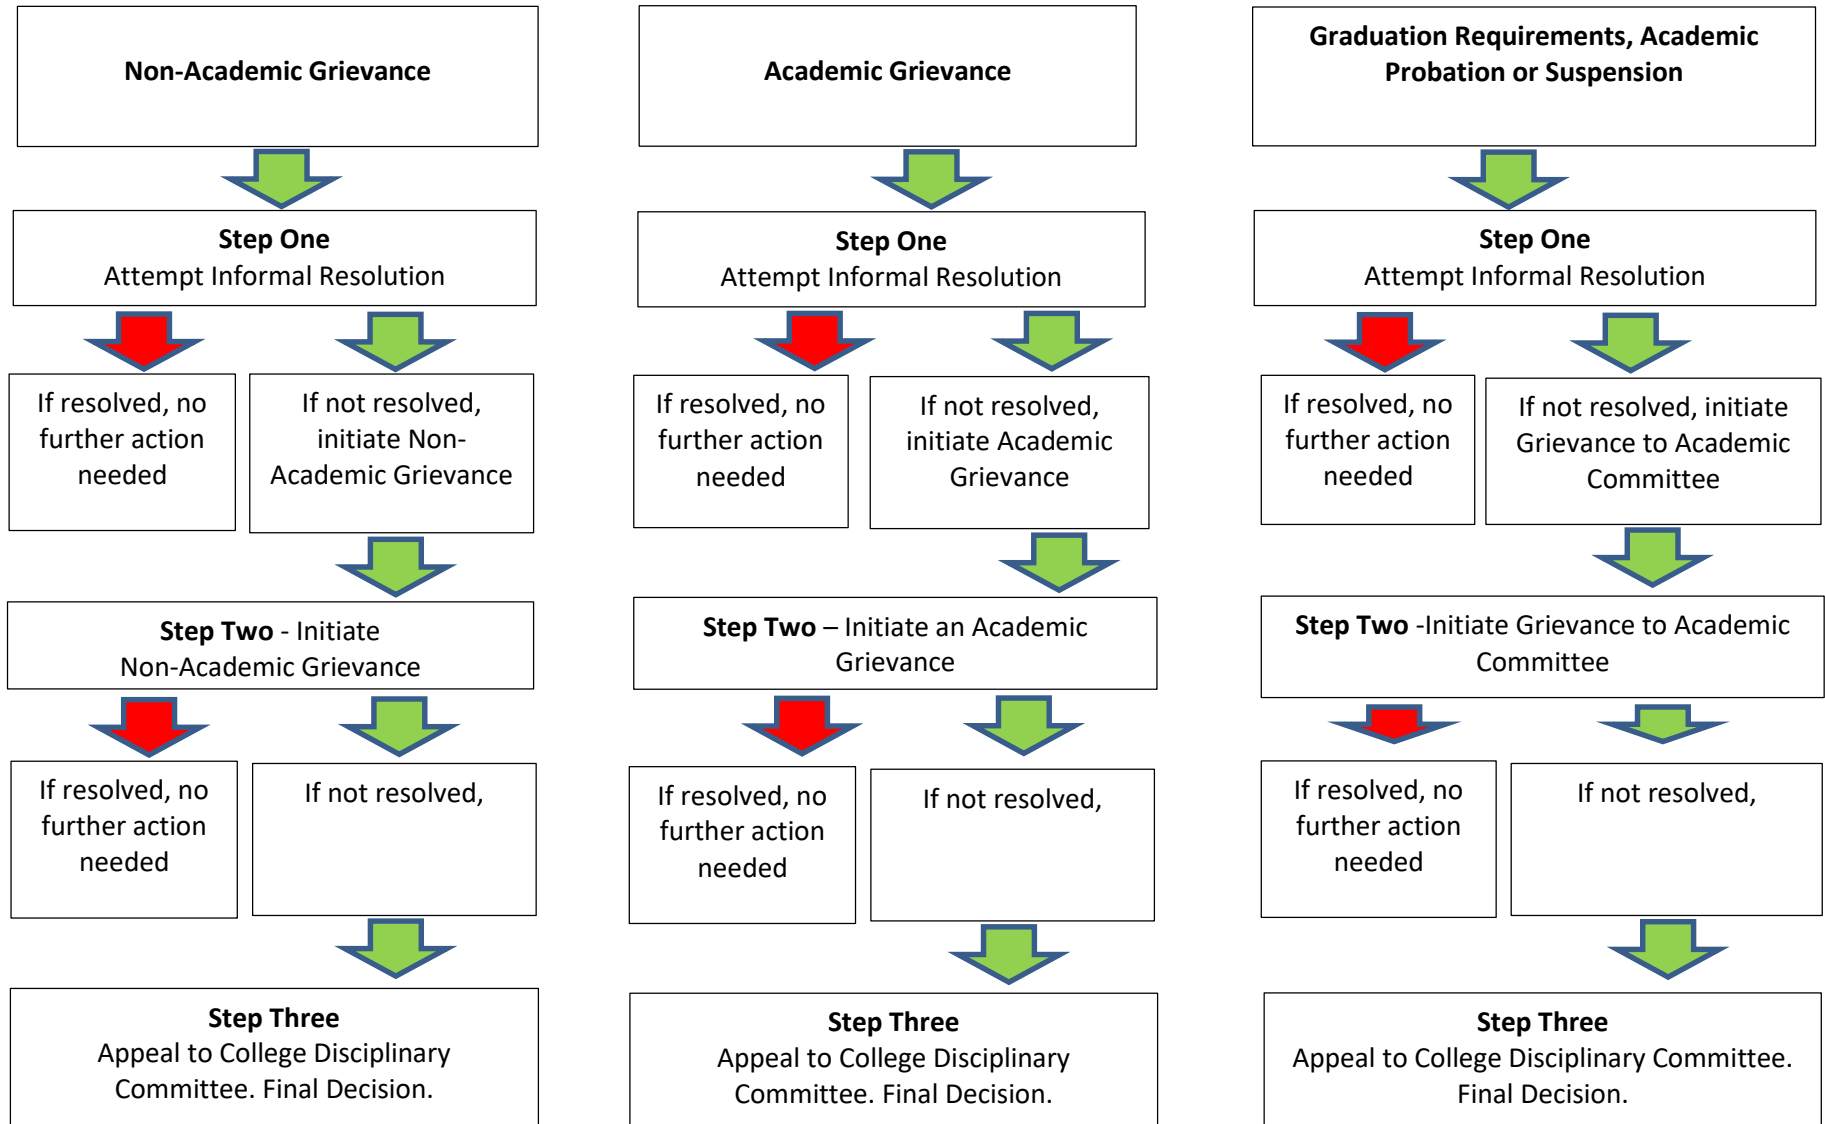 Non-Academic Grievance
Academic Grievance
Graduation Requirements, Academic
Probation or Suspension
Step One
Attempt Informal Resolution
Step One
Attempt Informal Resolution
Step One
Attempt Informal Resolution
If resolved, no
further action
needed
If not resolved,
initiate Non-
Academic Grievance
If resolved, no
further action
needed
If not resolved,
initiate Academic
Grievance
If resolved, no
further action
needed
If not resolved, initiate
Grievance to Academic
Committee
Step Two - Initiate
Non-Academic Grievance
Step Two – Initiate an Academic
Grievance
Step Two -Initiate Grievance to Academic
Committee
If resolved, no
further action
needed
If not resolved,
If resolved, no
further action
needed
If not resolved,
If resolved, no
further action
needed
If not resolved,
Step Three
Appeal to College Disciplinary
Committee. Final Decision.
Step Three
Appeal to College Disciplinary
Committee. Final Decision.
Step Three
Appeal to College Disciplinary Committee.
Final Decision.